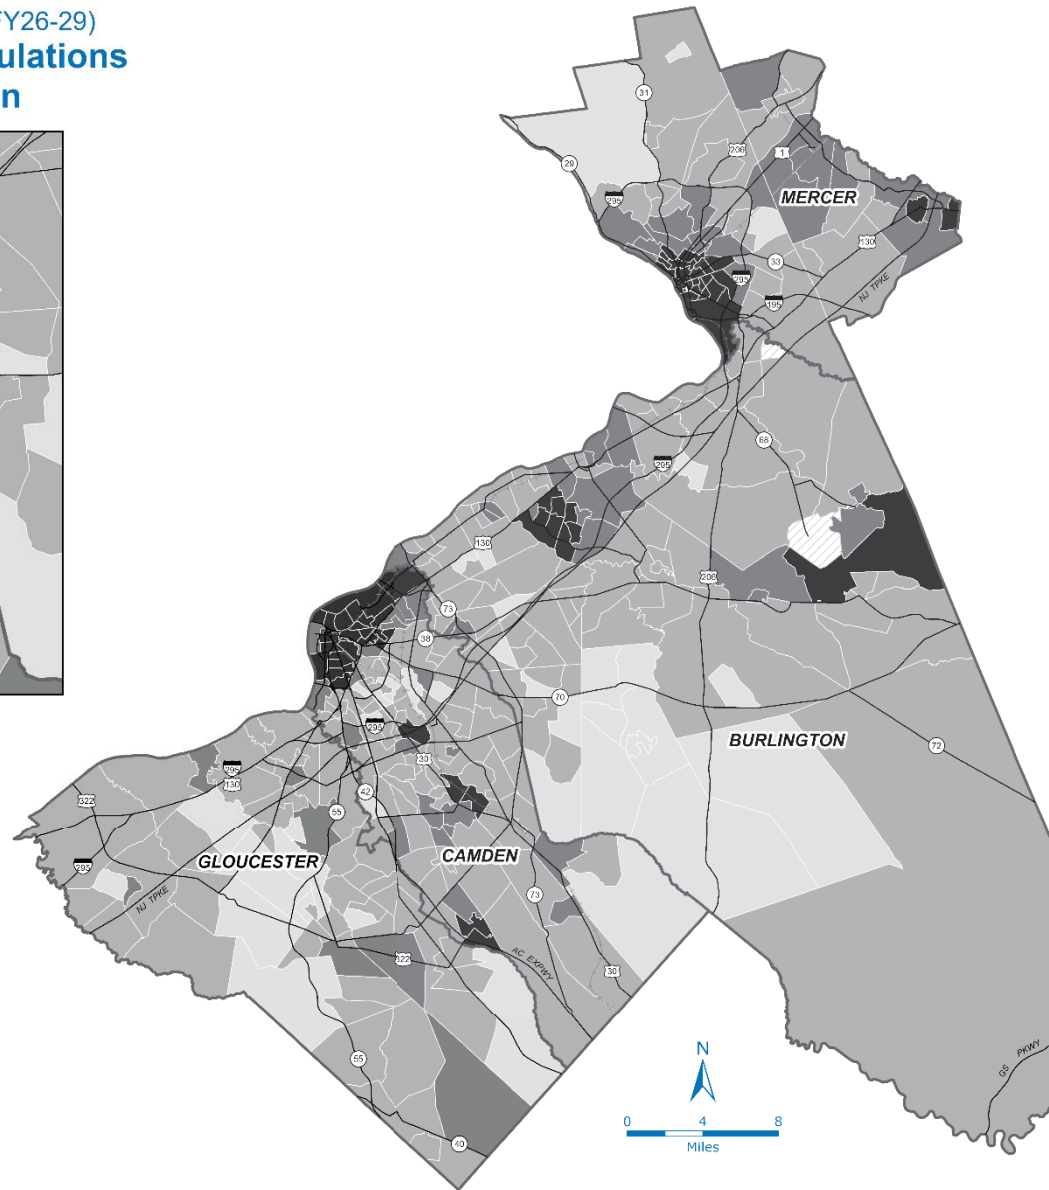 FY26-29)
ulations
n
31
29
206
1
295
MERCER
130
33
295
NJ TPKE
195
68
295
130
206
73
38
70
295
BURLINGTON
72
30
295
130
322
42
55
GLOUCESTER
CAMDEN
295
NJ TPKE
73
322
AC EXPWY
30
N
GS PKWY
55
0 4 8
Miles
40